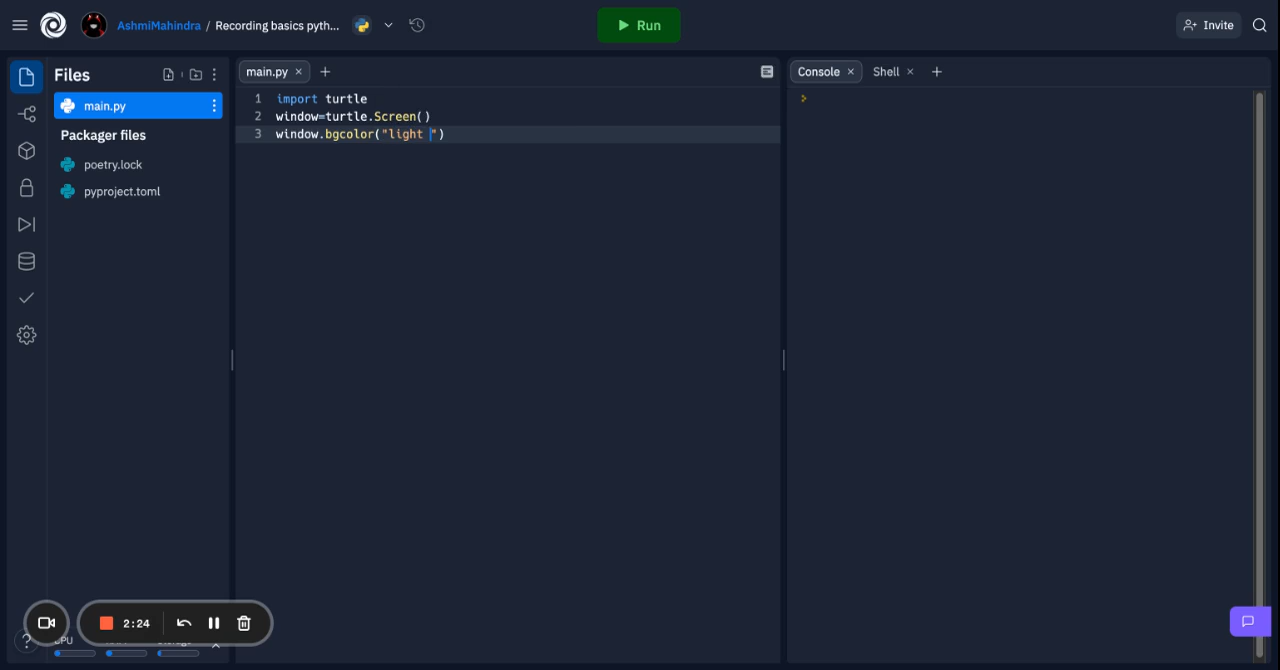 AshmiMahindra / Recording basics pyth...
Run
Invite
Files
main.py
Packager files
poetry.lock
pyproject.toml
main.py × +
1 import turtle
2 window=turtle.Screen()
3 window.bgcolor("light ")
Console × Shell × +
2:24
?